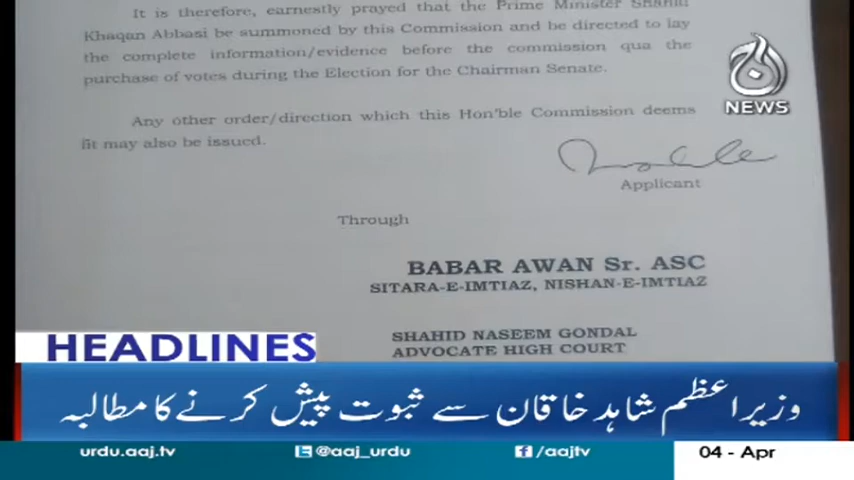 It is therefore, earnestly prayed that the Prime Minister Shahid
Khaqan Abbasi be summoned by this Commission and be directed to lay
the complete information/evidence before the commission qua the
purchase of votes during the Election for the Chairman Senate.
Any other order/direction which this Hon'ble Commission deems
fit may also be issued.
Applicant
Through
BABAR AWAN Sr. ASC
SITARA-E-IMTIAZ, NISHAN-E-IMTIAZ
SHAHID NASEEM GONDAL
ADVOCATE HIGH COURT
آج
NEWS
HEADLINES
وزیراعظم شاہد خاقان سے ثبوت پیش کرنے کا مطالبہ
urdu.aaj.tv
@aaj_urdu
/aajtv
04 - Apr